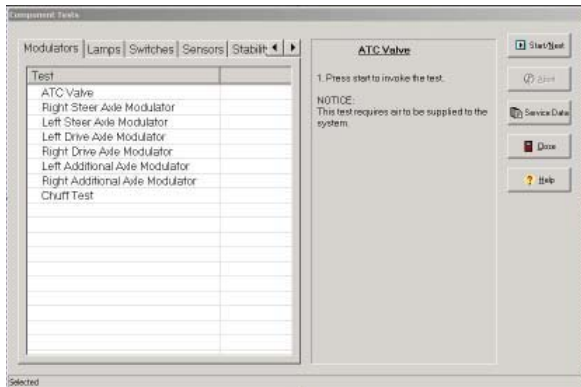 Component Tests
Modulators Lamps Switches Sensors Stabilit
Test
ATC Valve
Right Steer Axle Modulator
Left Steer Axle Modulator
Left Drive Axle Modulator
Right Drive Axle Modulator
Left Additional Axle Modulator
Right Additional Axle Modulator
Chuff Test
ATC Valve
1. Press start to invoke the test.
NOTICE:
This test requires air to be supplied to the
system.
Start/Next
Abort
Service Data
Close
Help
Selected